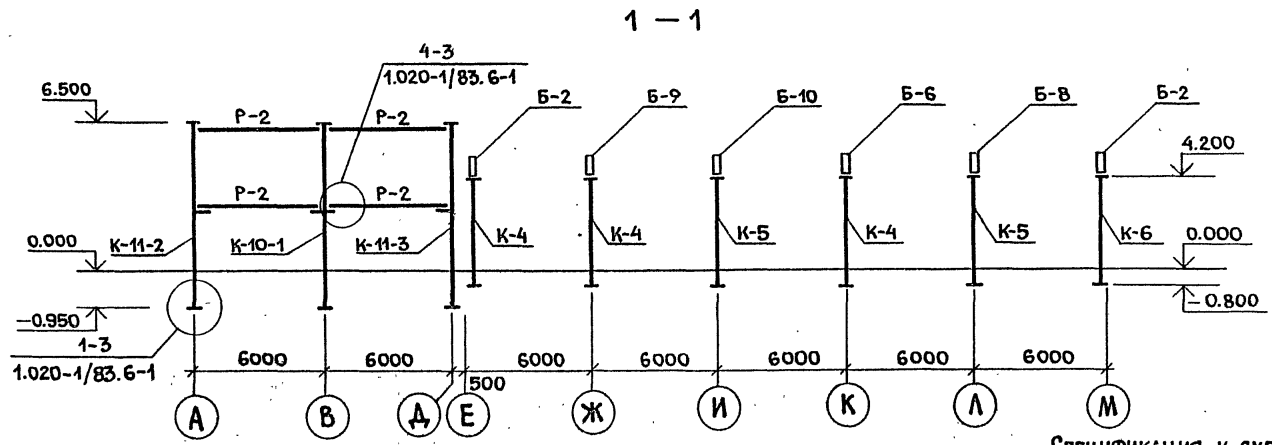 1 — 1
4-3
1.020-1/83.6-1
6.500
Р-2
Р-2
Б-2
Б-9
Б-10
Б-6
Б-8
Б-2
4.200
Р-2
Р-2
0.000
К-11-2
К-10-1
К-11-3
К-4
К-4
К-5
К-4
К-5
К-6
0.000
-0.950
-0.800
1-3
1.020-1/83.6-1
6000
6000
500
6000
6000
6000
6000
6000
А
В
Д
Е
Ж
И
К
Л
М